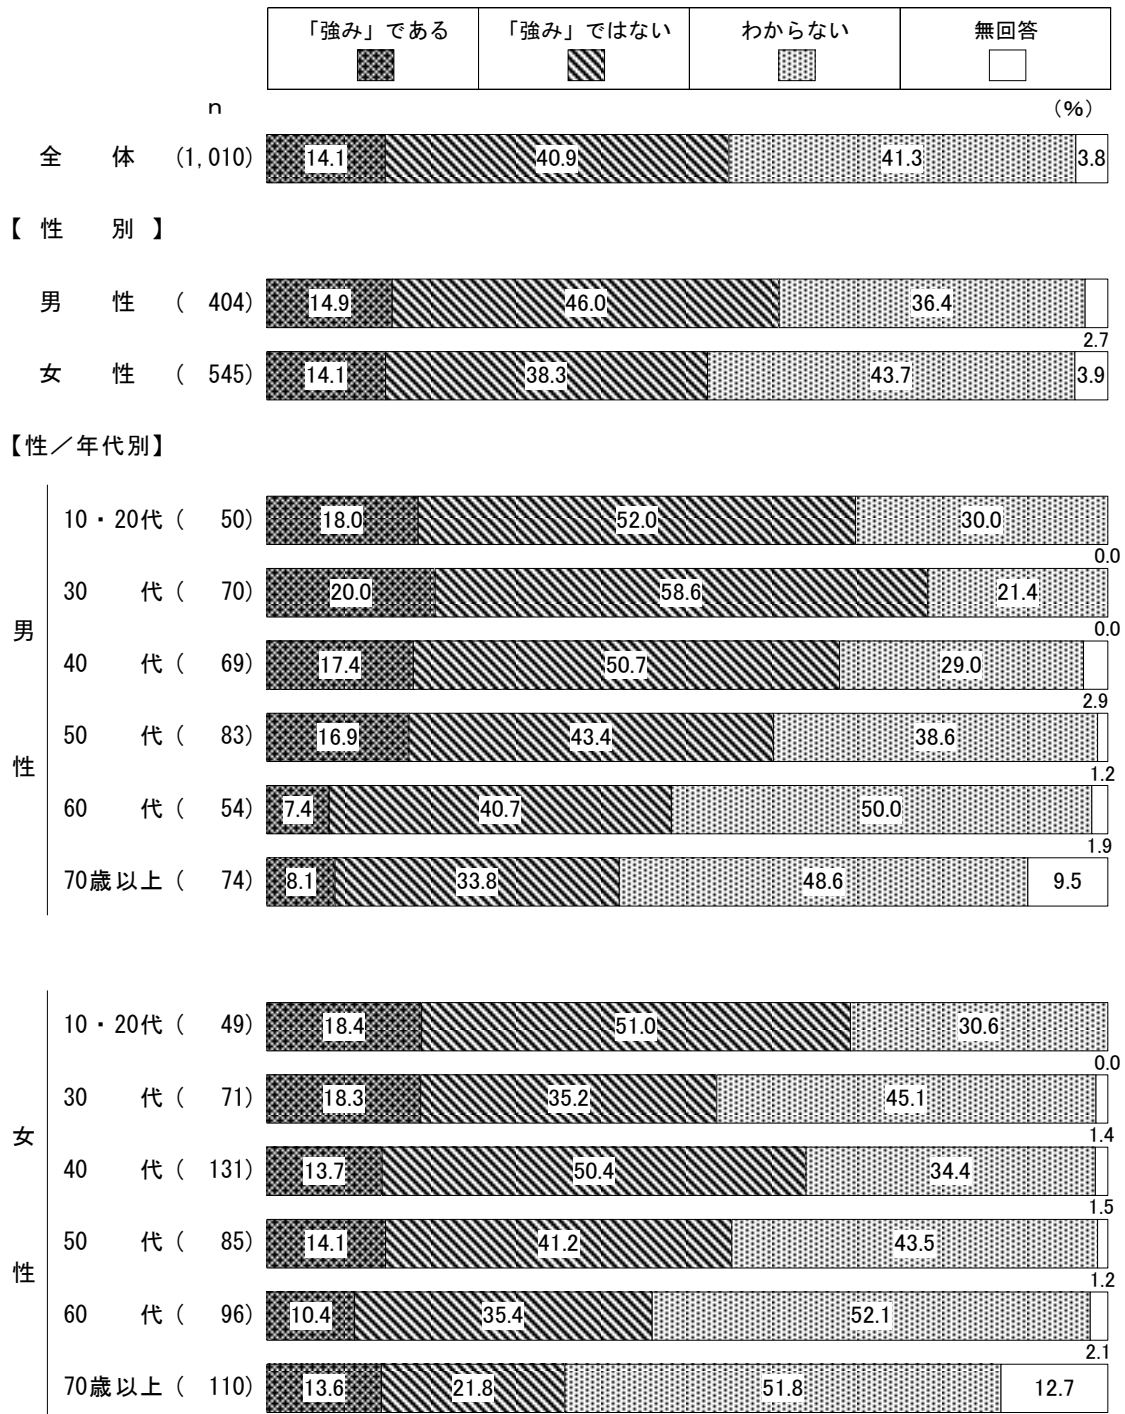 「強み」である 「強み」ではない わからない 無回答
n (%)
全 体 (1,010) 14.1 40.9 41.3 3.8
【 性 別 】
男 性 ( 404) 14.9 46.0 36.4 2.7
女 性 ( 545) 14.1 38.3 43.7 3.9
【性／年代別】
男性
10・20代 ( 50) 18.0 52.0 30.0 0.0
30 代 ( 70) 20.0 58.6 21.4 0.0
40 代 ( 69) 17.4 50.7 29.0 2.9
50 代 ( 83) 16.9 43.4 38.6 1.2
60 代 ( 54) 7.4 40.7 50.0 1.9
70歳以上 ( 74) 8.1 33.8 48.6 9.5
女性
10・20代 ( 49) 18.4 51.0 30.6 0.0
30 代 ( 71) 18.3 35.2 45.1 1.4
40 代 ( 131) 13.7 50.4 34.4 1.5
50 代 ( 85) 14.1 41.2 43.5 1.2
60 代 ( 96) 10.4 35.4 52.1 2.1
70歳以上 ( 110) 13.6 21.8 51.8 12.7